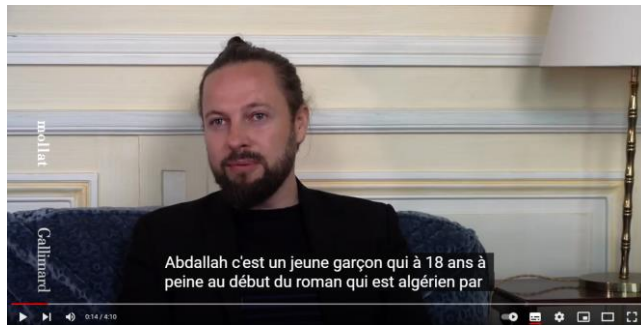 mollat
Gallimard
Abdallah c'est un jeune garçon qui à 18 ans à
peine au début du roman qui est algérien par
0:14 / 4:10